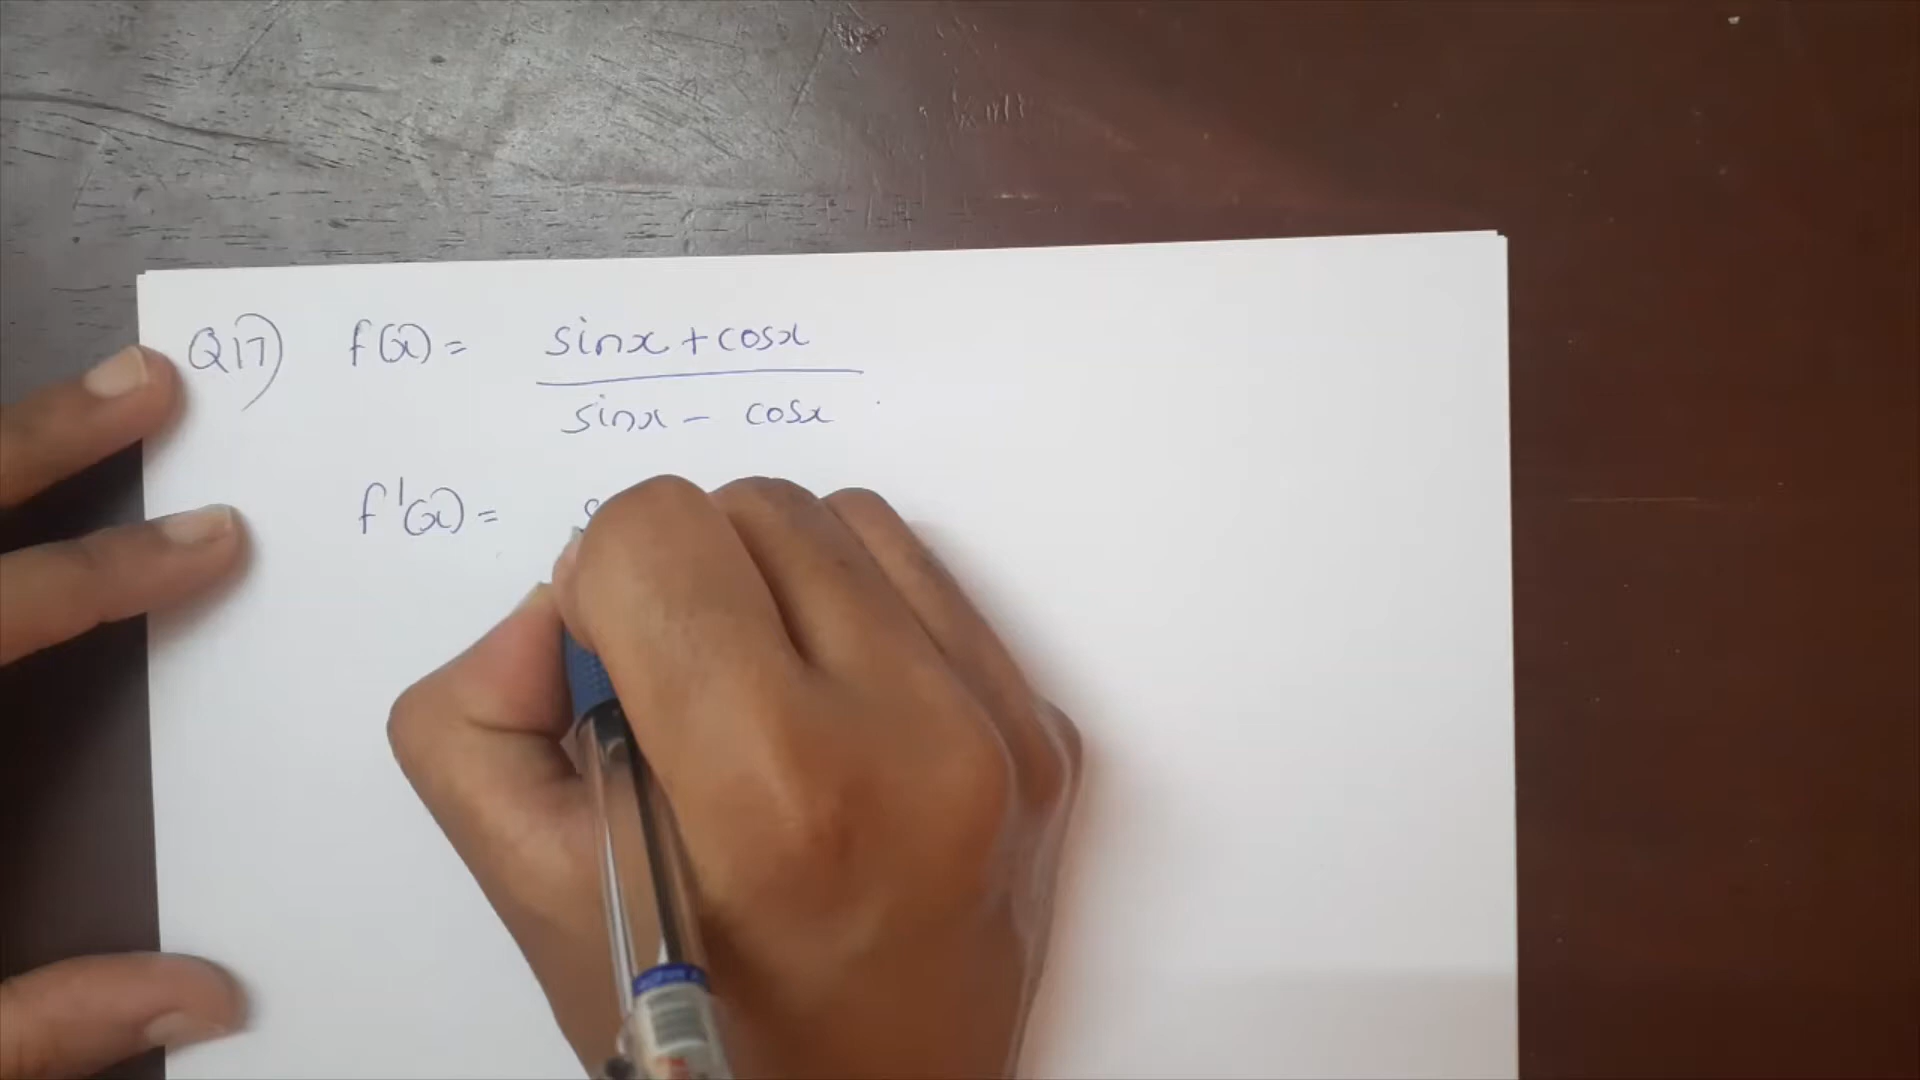 Q17) f(x) = sinx + cosx
sinx - cosx
f'(x) = s